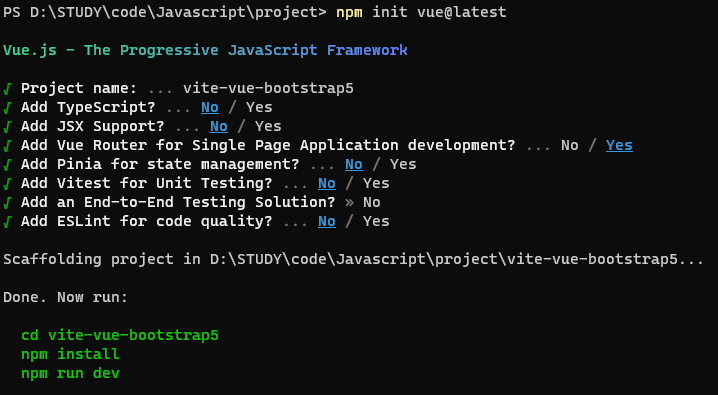 PS D:\STUDY\code\Javascript\project> npm init vue@latest
Vue.js - The Progressive JavaScript Framework
√ Project name: ... vite-vue-bootstrap5
√ Add TypeScript? ... No / Yes
√ Add JSX Support? ... No / Yes
√ Add Vue Router for Single Page Application development? ... No / Yes
√ Add Pinia for state management? ... No / Yes
√ Add Vitest for Unit Testing? ... No / Yes
√ Add an End-to-End Testing Solution? » No
√ Add ESLint for code quality? ... No / Yes
Scaffolding project in D:\STUDY\code\Javascript\project\vite-vue-bootstrap5...
Done. Now run:
cd vite-vue-bootstrap5
npm install
npm run dev